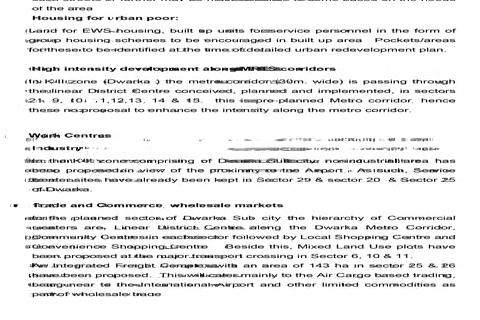 of the area
Housing for urban poor:
Land for EWS housing, built up units for service personnel in the form of
group housing schemes to be encouraged in built up area Pockets/areas
for these to be identified at the time of detailed urban redevelopment plan.
High intensity development along MRTS corridors
In K-II zone (Dwarka ) the metro corridor (30m. wide) is passing through
the linear District Centre conceived, planned and implemented, in sectors
21, 9, 10, 11,12,13, 14 & 15. this is pre-planned Metro corridor, hence
there no proposal to enhance the intensity along the metro corridor.
Work Centres
Industry
In the K-II zone comprising of Dwarka Sub city, no industrial area has
been proposed in view of the proximity to the Airport. As such, Service
centres have already been kept in Sector 29 & sector 20 & Sector 25
of Dwarka.
• Trade and Commerce, wholesale markets
In the planned sectors of Dwarka Sub city the hierarchy of Commercial
centers are, Linear District Centre along the Dwarka Metro Corridor,
Community Centres in each sector followed by Local Shopping Centre and
Convenience Shopping Centre Beside this, Mixed Land Use plots have
been proposed at the major transport crossing in Sector 6, 10 & 11.
An Integrated Freight Complex with an area of 143 ha in sector 25 & 26
have been proposed. This will cater mainly to the Air Cargo based trading,
being near to the International Airport and other limited commodities as
part of wholesale trade